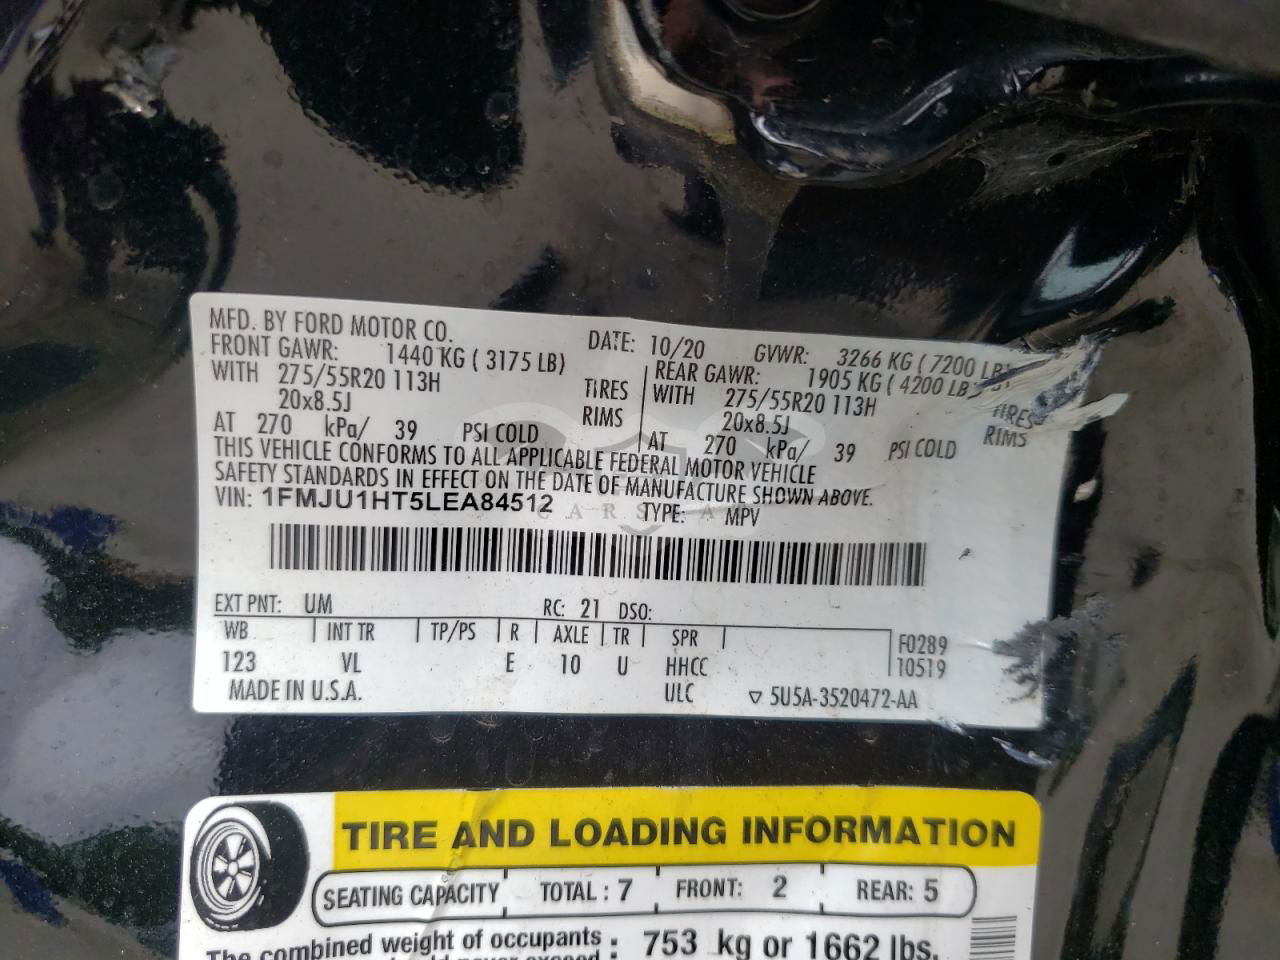 MFD. BY FORD MOTOR CO. DATE: 10/20 GVWR: 3266 KG ( 7200 LB)
FRONT GAWR: 1440 KG ( 3175 LB) REAR GAWR: 1905 KG ( 4200 LB)
WITH 275/55R20 113H TIRES WITH 275/55R20 113H TIRES
20x8.5J RIMS 20x8.5J RIMS
AT 270 kPa/ 39 PSI COLD AT 270 kPa/ 39 PSI COLD
THIS VEHICLE CONFORMS TO ALL APPLICABLE FEDERAL MOTOR VEHICLE
SAFETY STANDARDS IN EFFECT ON THE DATE OF MANUFACTURE SHOWN ABOVE.
VIN: 1FMJU1HT5LEA84512 TYPE: MPV
EXT PNT: UM RC: 21 DSO:
WB INT TR TP/PS R AXLE TR SPR F0289
123 VL E 10 U HHCC 10519
MADE IN U.S.A. ULC ▽ 5U5A-3520472-AA
TIRE AND LOADING INFORMATION
SEATING CAPACITY TOTAL : 7 FRONT: 2 REAR: 5
The combined weight of occupants : 753 kg or 1662 lbs.